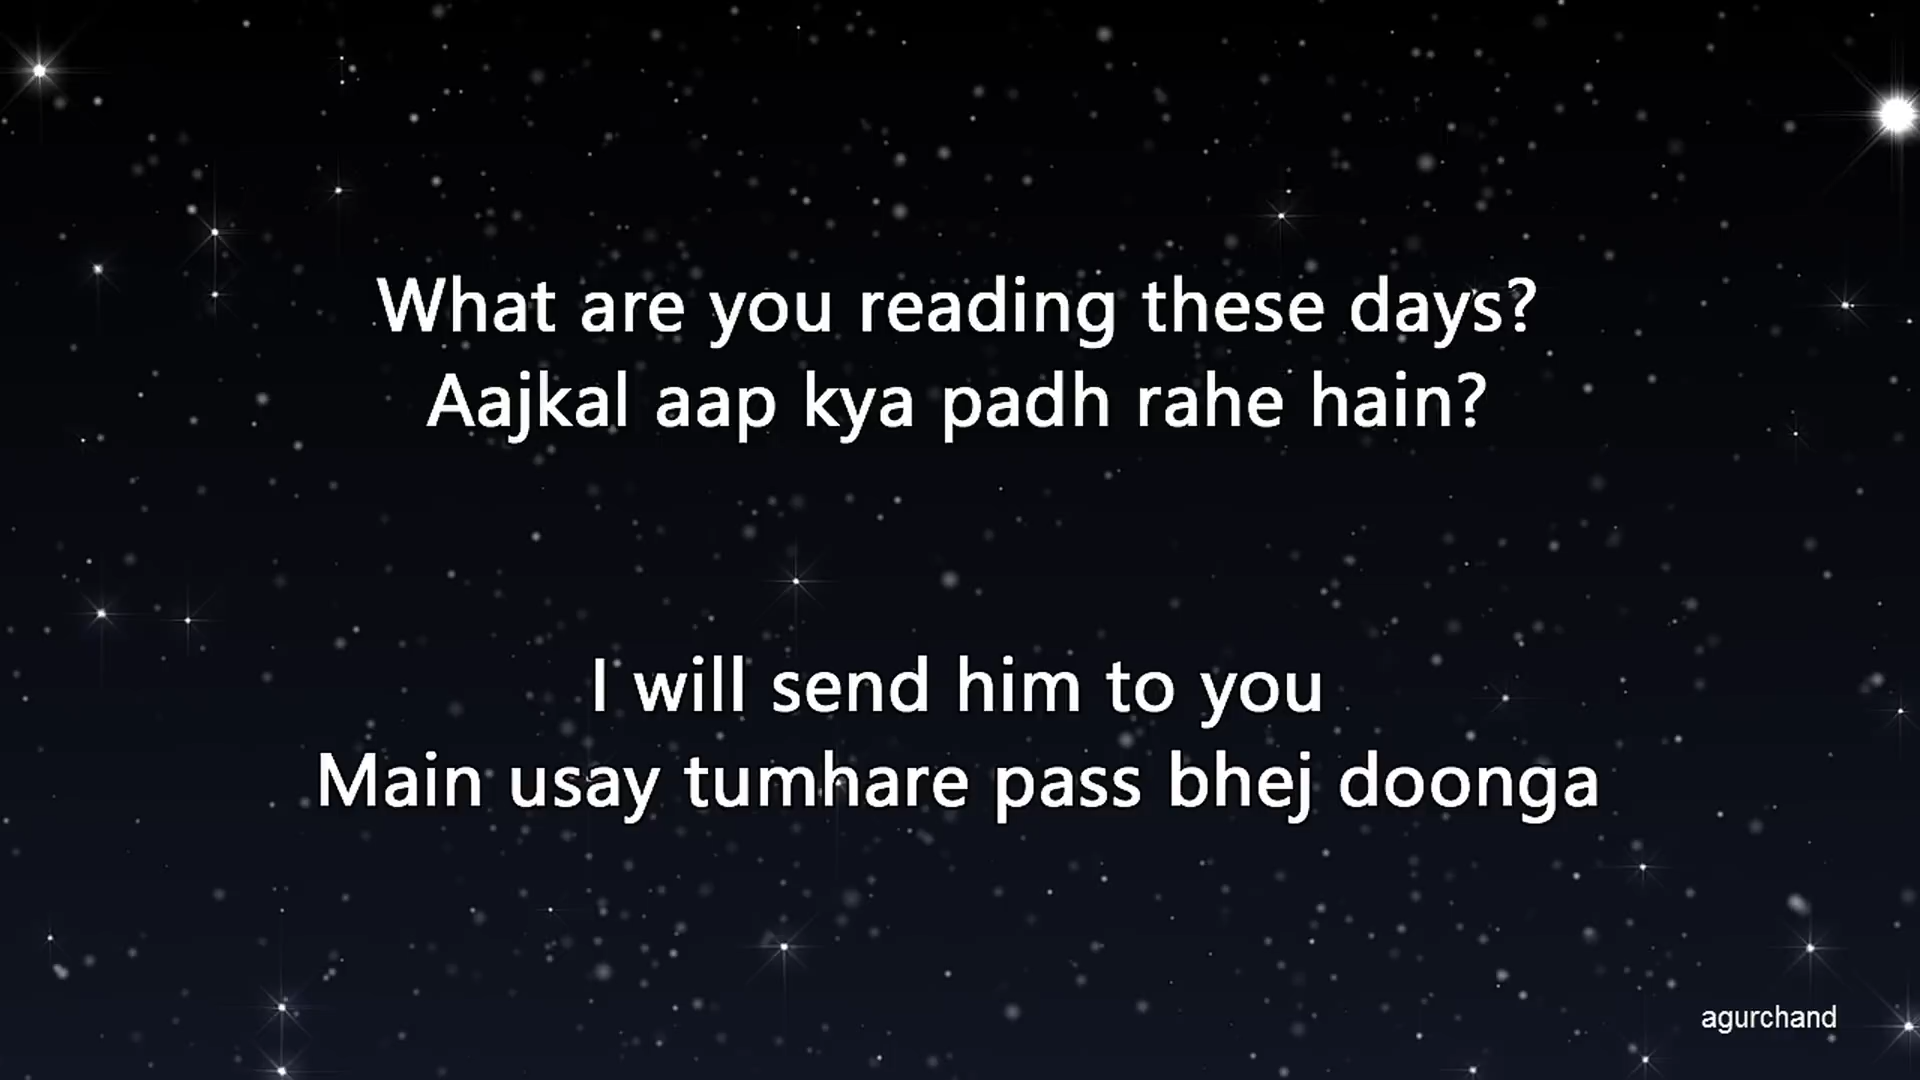 What are you reading these days?
Aajkal aap kya padh rahe hain?
I will send him to you
Main usay tumhare pass bhej doonga
agurchand